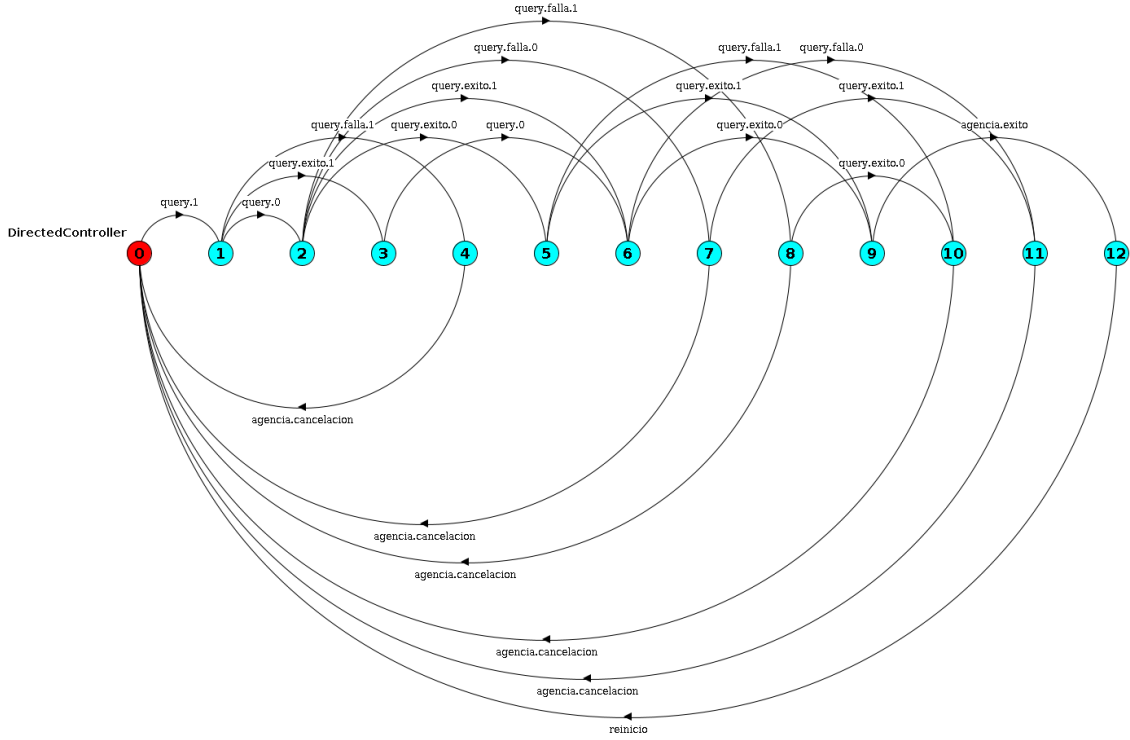 query.falla.1
query.falla.1 query.falla.0
query.falla.0
query.exito.1 query.exito.1 query.exito.1
query.falla.1 query.exito.0 query.0 query.exito.0 agencia.exito
query.exito.1 query.exito.0
query.1 query.0
DirectedController
0 1 2 3 4 5 6 7 8 9 10 11 12
agencia.cancelacion
agencia.cancelacion
agencia.cancelacion
agencia.cancelacion
agencia.cancelacion
reinicio